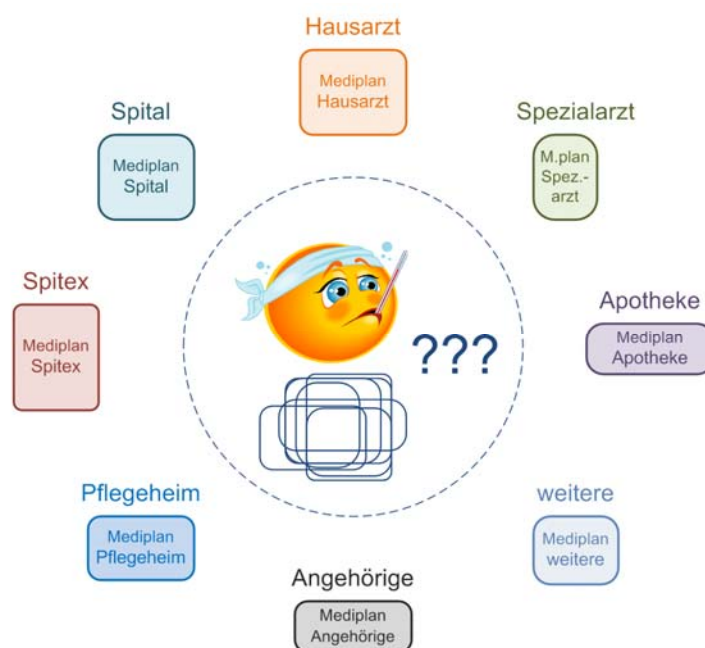 Hausarzt
Mediplan
Hausarzt
Spital
Mediplan
Spital
Spezialarzt
M.plan
Spez.-
arzt
Spitex
Mediplan
Spitex
???
Apotheke
Mediplan
Apotheke
Pflegeheim
Mediplan
Pflegeheim
weitere
Mediplan
weitere
Angehörige
Mediplan
Angehörige